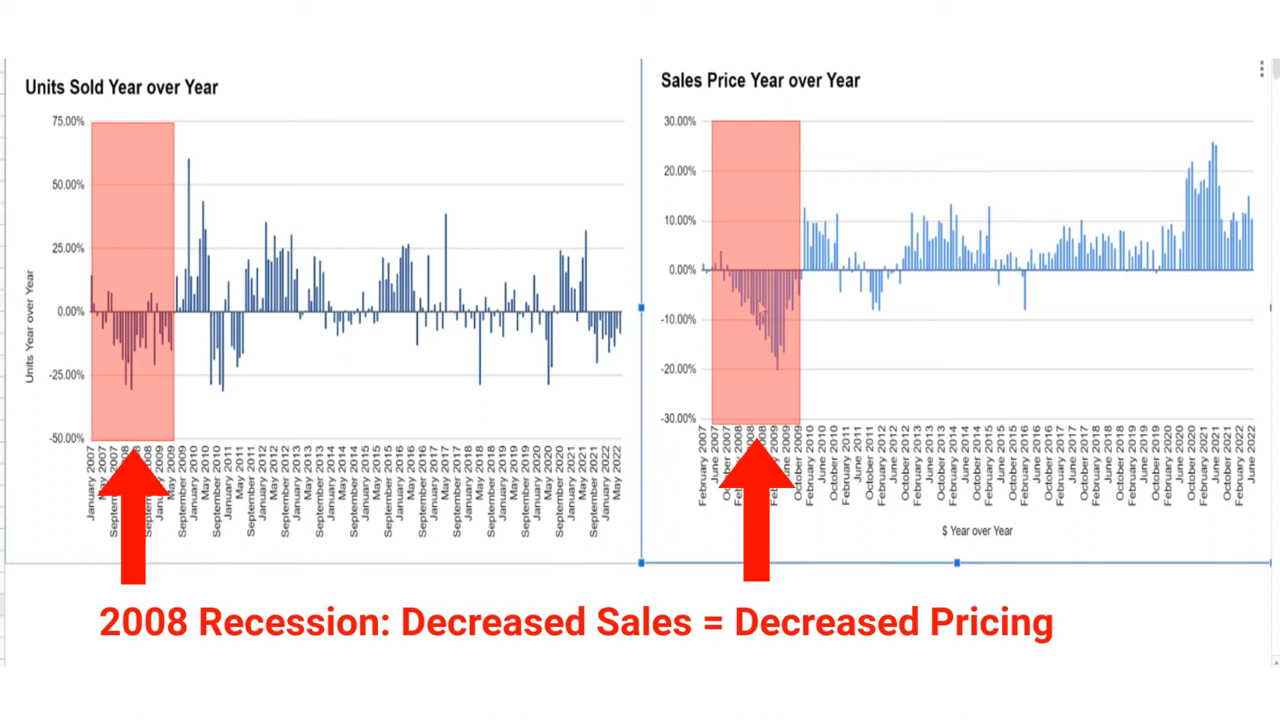 Units Sold Year over Year
75.00%
50.00%
25.00%
0.00%
-25.00%
-50.00%
Units Year over Year
January 2007
May 2007
September 2007
2008
2008
2008
January 2009
May 2009
September 2009
January 2010
May 2010
September 2010
January 2011
May 2011
September 2011
January 2012
May 2012
September 2012
January 2013
May 2013
September 2013
January 2014
May 2014
September 2014
January 2015
May 2015
September 2015
January 2016
May 2016
September 2016
January 2017
May 2017
September 2017
January 2018
May 2018
September 2018
January 2019
May 2019
September 2019
January 2020
May 2020
September 2020
January 2021
May 2021
September 2021
January 2022
May 2022
Sales Price Year over Year
30.00%
20.00%
10.00%
0.00%
-10.00%
-20.00%
-30.00%
February 2007
June 2007
October 2007
2008
2008
2008
February 2009
June 2009
October 2009
February 2010
June 2010
October 2010
February 2011
June 2011
October 2011
February 2012
June 2012
October 2012
February 2013
June 2013
October 2013
February 2014
June 2014
October 2014
February 2015
June 2015
October 2015
February 2016
June 2016
October 2016
February 2017
June 2017
October 2017
February 2018
June 2018
October 2018
February 2019
June 2019
October 2019
February 2020
June 2020
October 2020
February 2021
June 2021
October 2021
February 2022
June 2022
$ Year over Year
2008 Recession: Decreased Sales = Decreased Pricing